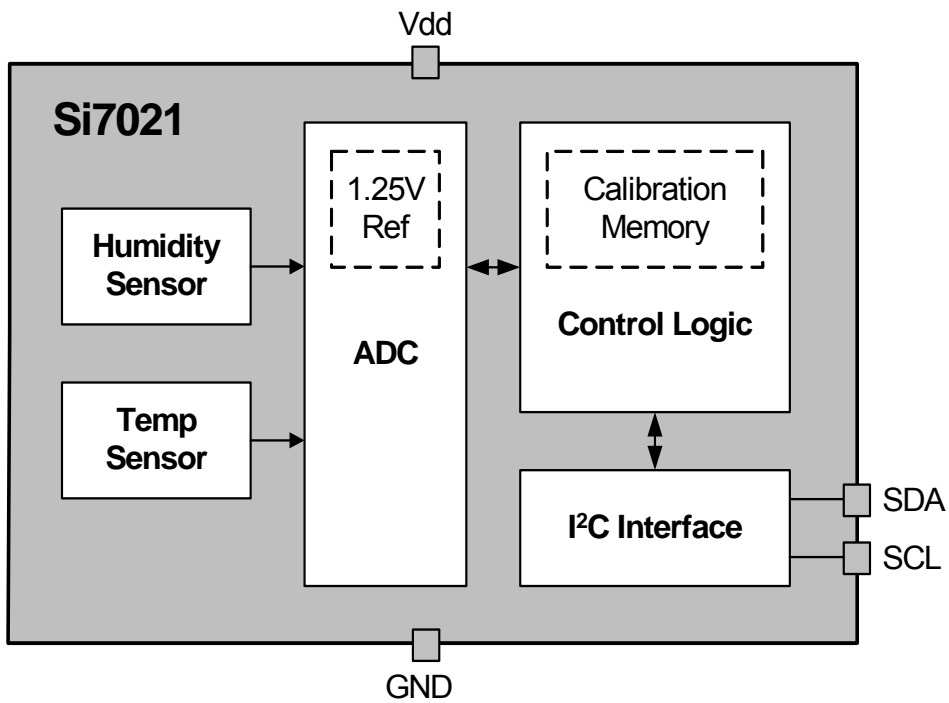 Vdd
Si7021
1.25V
Ref
Calibration
Memory
Humidity
Sensor
Control Logic
ADC
Temp
Sensor
I²C Interface
SDA
SCL
GND